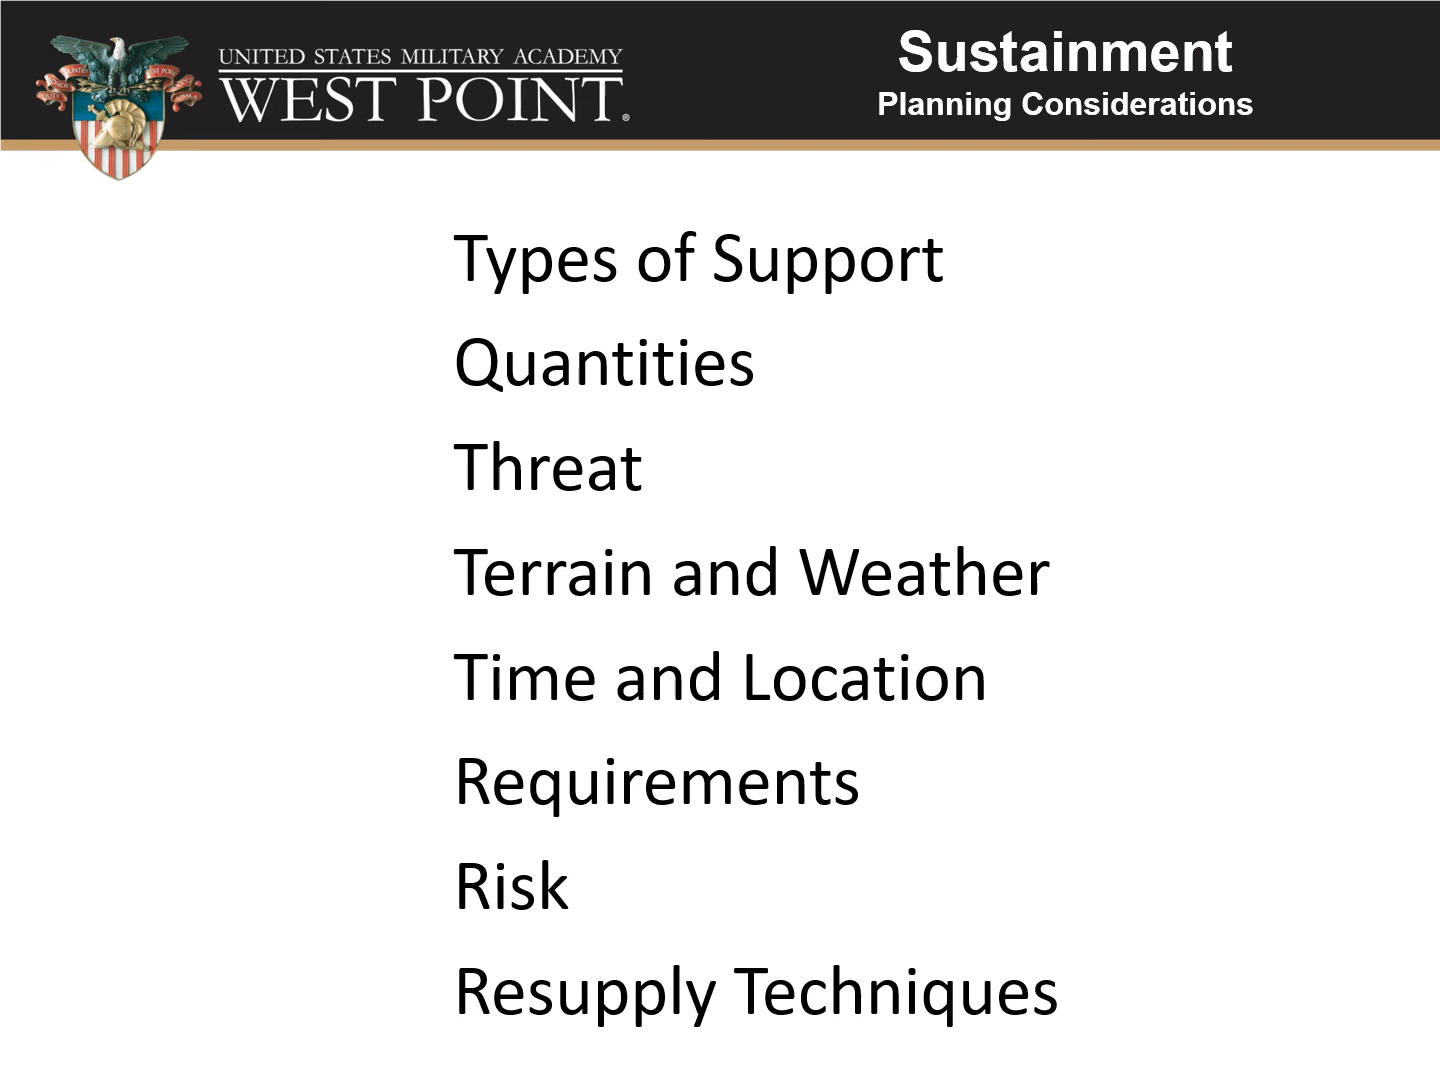 UNITED STATES MILITARY ACADEMY
WEST POINT®
Sustainment
Planning Considerations
Types of Support
Quantities
Threat
Terrain and Weather
Time and Location
Requirements
Risk
Resupply Techniques